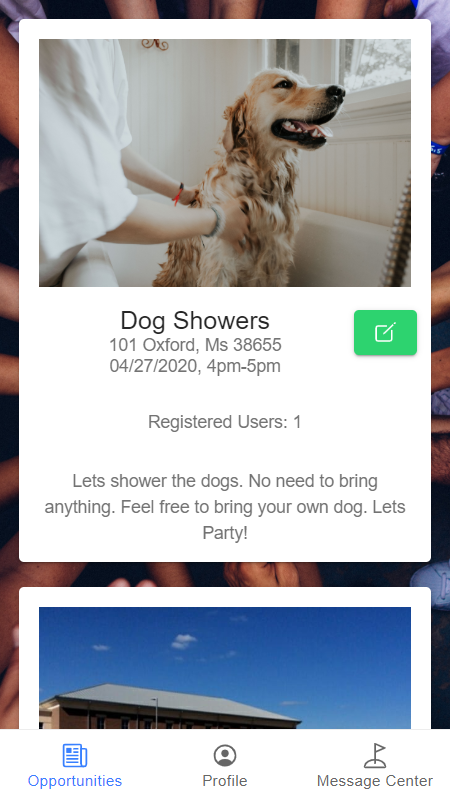 Dog Showers
101 Oxford, Ms 38655
04/27/2020, 4pm-5pm
Registered Users: 1
Lets shower the dogs. No need to bring
anything. Feel free to bring your own dog. Lets
Party!
Opportunities
Profile
Message Center